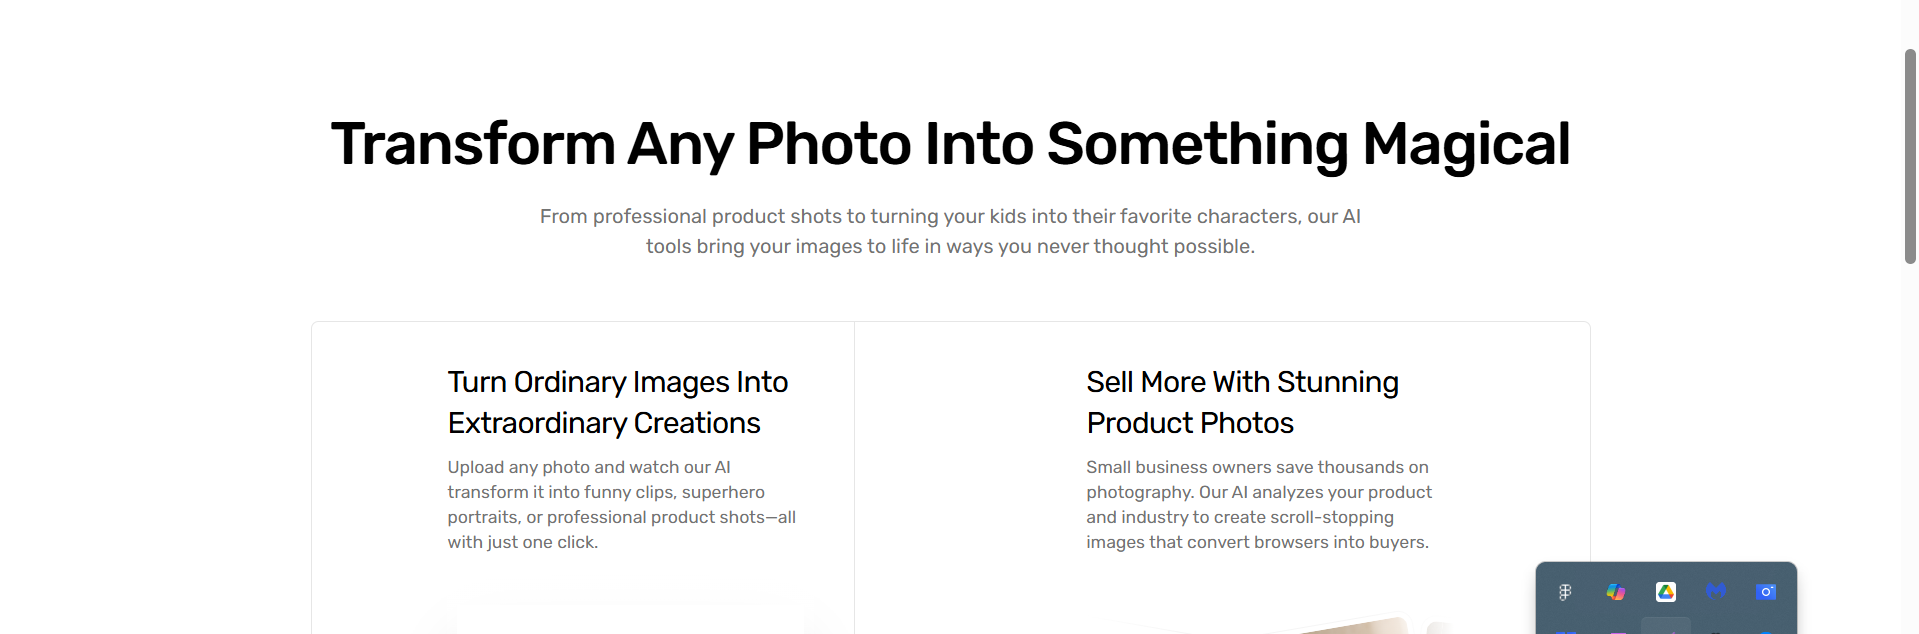 Transform Any Photo Into Something Magical
From professional product shots to turning your kids into their favorite characters, our AI
tools bring your images to life in ways you never thought possible.
Turn Ordinary Images Into
Extraordinary Creations
Upload any photo and watch our AI
transform it into funny clips, superhero
portraits, or professional product shots—all
with just one click.
Sell More With Stunning
Product Photos
Small business owners save thousands on
photography. Our AI analyzes your product
and industry to create scroll-stopping
images that convert browsers into buyers.